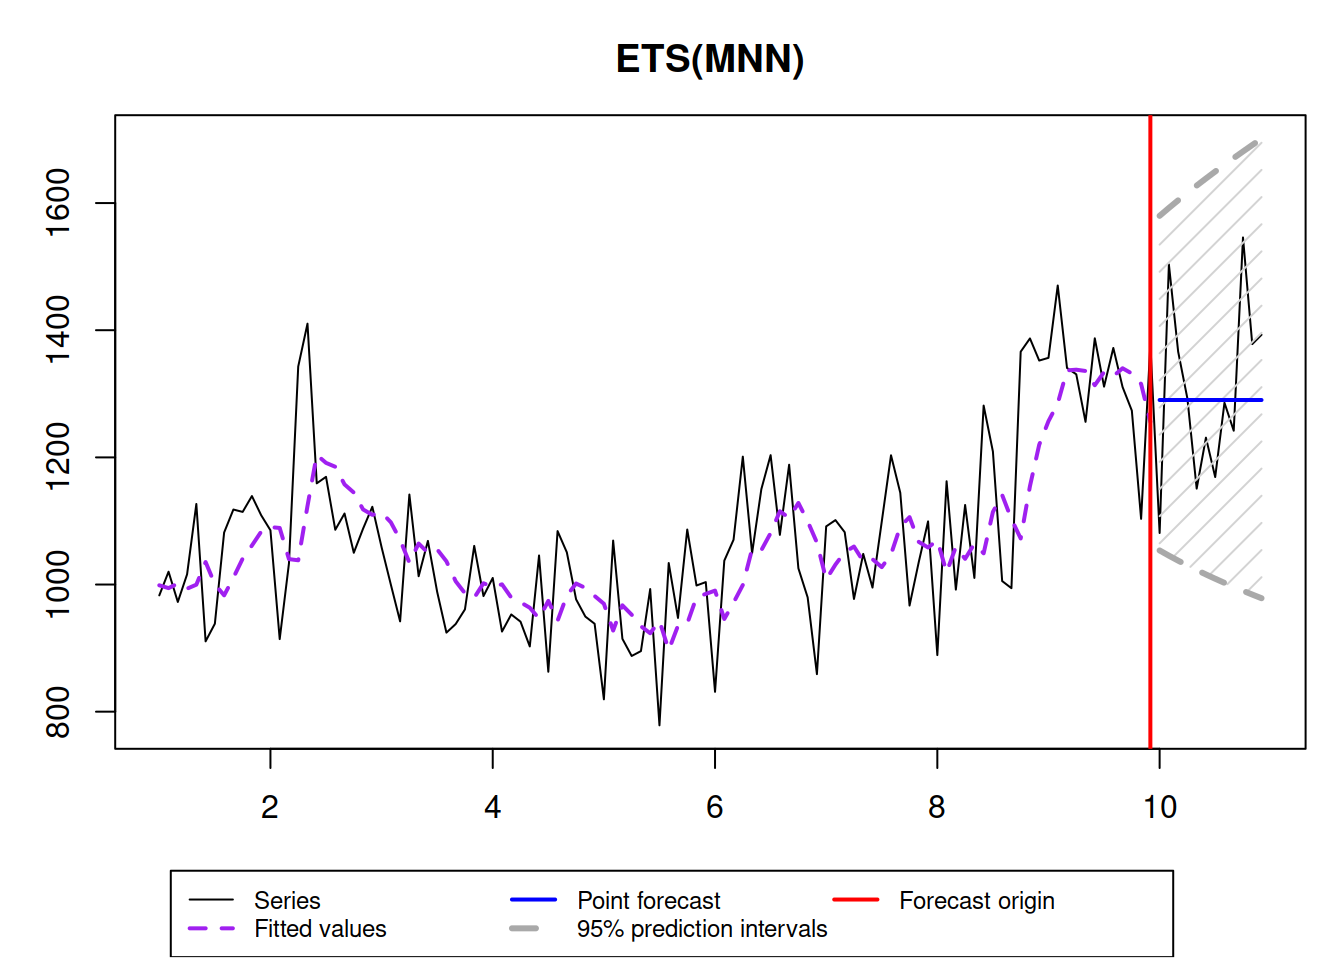 ETS(MNN)
1600
1400
1200
1000
800
2 4 6 8 10
Series Point forecast Forecast origin
Fitted values 95% prediction intervals